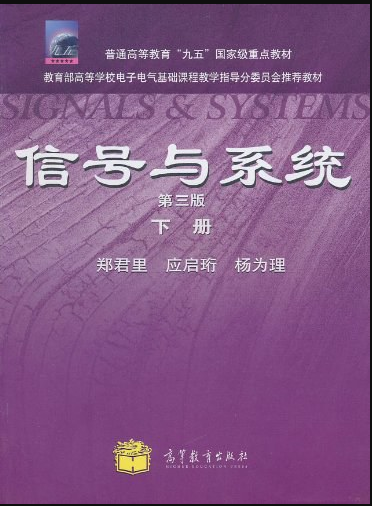 普通高等教育“九五”国家级重点教材
教育部高等学校电子电气基础课程教学指导分委员会推荐教材
SIGNALS & SYSTEMS
信号与系统
第三版
下册
郑君里 应启珩 杨为理
高等教育出版社
HIGHER EDUCATION PRESS